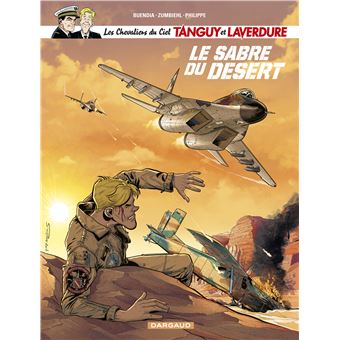 BUENDIA - ZUMBIEHL - PHILIPPE
Les Chevaliers du Ciel TANGUY et LAVERDURE
LE SABRE
DU DESERT
DARGAUD